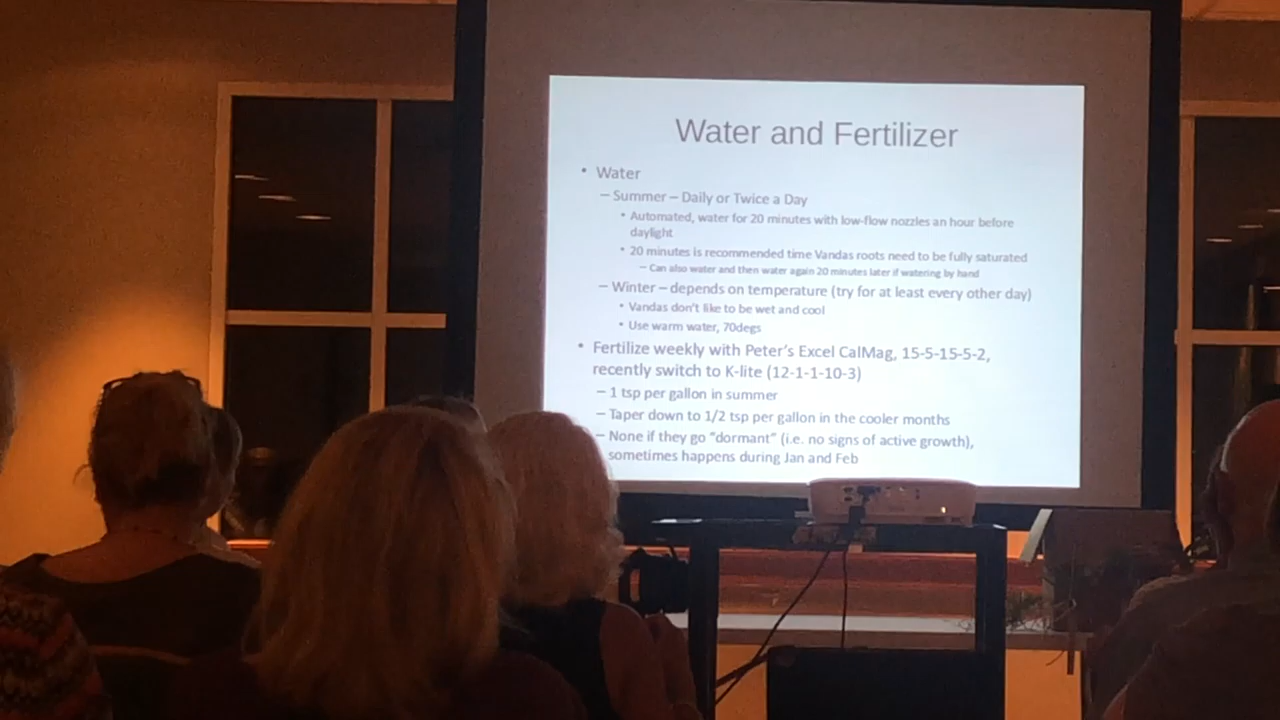 Water and Fertilizer
• Water
– Summer – Daily or Twice a Day
• Automated, water for 20 minutes with low-flow nozzles an hour before
daylight
• 20 minutes is recommended time Vandas roots need to be fully saturated
– Can also water and then water again 20 minutes later if watering by hand
– Winter – depends on temperature (try for at least every other day)
• Vandas don't like to be wet and cool
• Use warm water, 70degs
• Fertilize weekly with Peter's Excel CalMag, 15-5-15-5-2,
recently switch to K-lite (12-1-1-10-3)
– 1 tsp per gallon in summer
– Taper down to 1/2 tsp per gallon in the cooler months
– None if they go "dormant" (i.e. no signs of active growth),
sometimes happens during Jan and Feb